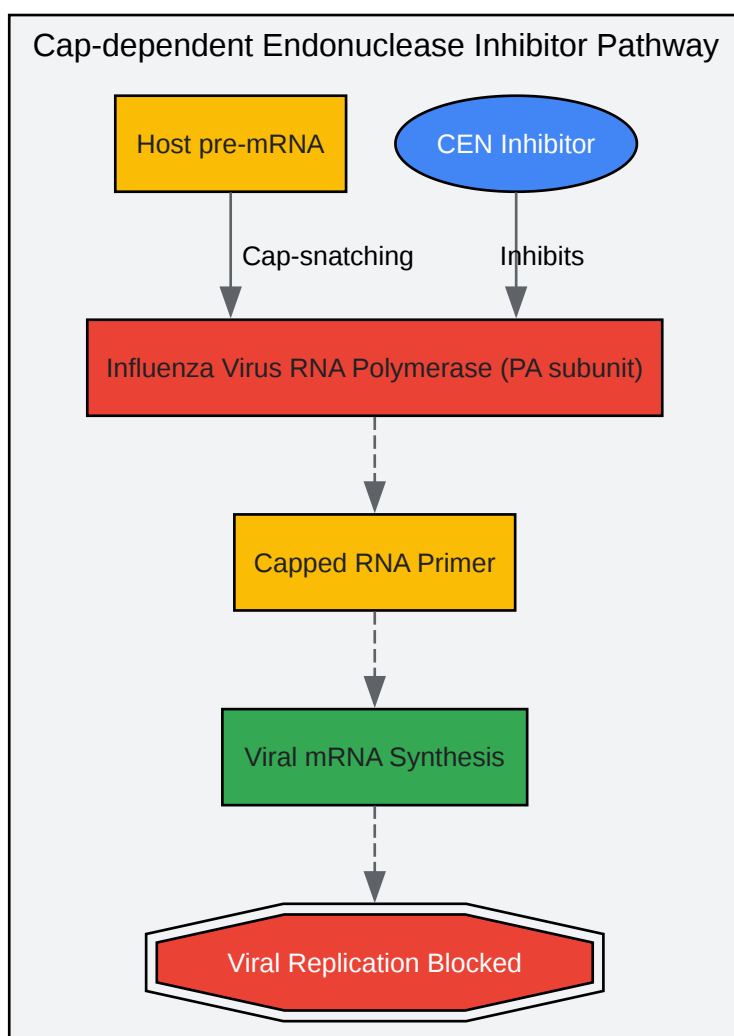 Cap-dependent Endonuclease Inhibitor Pathway
Host pre-mRNA
CEN Inhibitor
Cap-snatching
Inhibits
Influenza Virus RNA Polymerase (PA subunit)
Capped RNA Primer
Viral mRNA Synthesis
Viral Replication Blocked